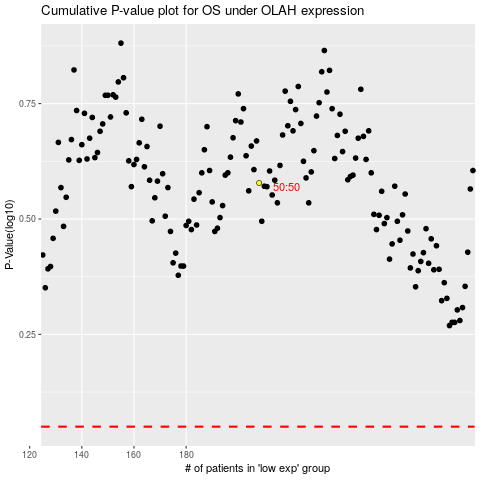 Cumulative P-value plot for OS under OLAH expression
P-Value(log10)
0.75
0.50
0.25
50:50
120 140 160 180
# of patients in 'low exp' group